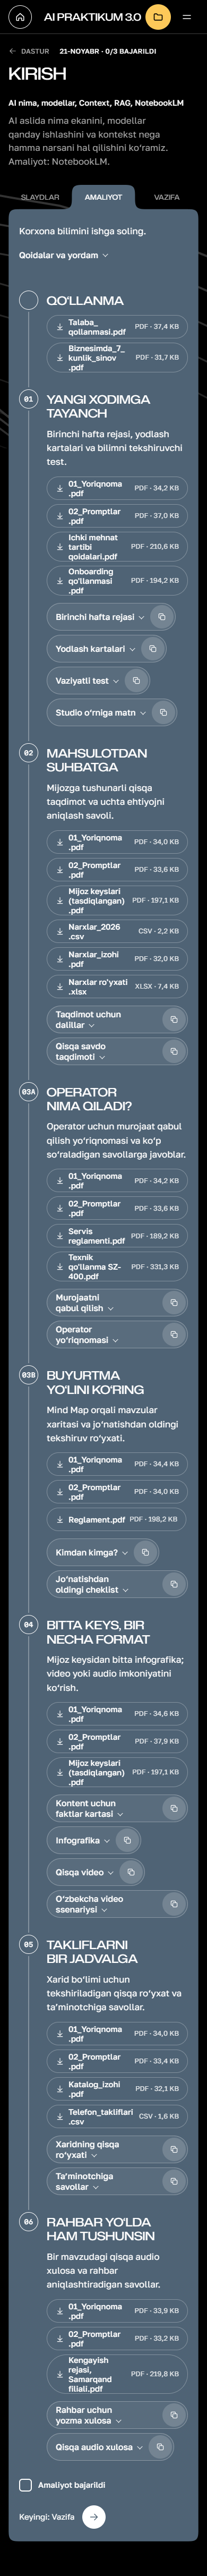 AI PRAKTIKUM 3.0
DASTUR 21-NOYABR · 0/3 BAJARILDI
KIRISH
AI nima, modellar, Context, RAG, NotebookLM
AI aslida nima ekanini, modellar
qanday ishlashini va kontekst nega
hamma narsani hal qilishini ko‘ramiz.
Amaliyot: NotebookLM.
SLAYDLAR AMALIYOT VAZIFA
Korxona bilimini ishga soling.
Qoidalar va yordam
QO‘LLANMA
Talaba_
qollanmasi.pdf PDF · 37,4 KB
Biznesimda_7_
kunlik_sinov
.pdf PDF · 31,7 KB
01 YANGI XODIMGA
TAYANCH
Birinchi hafta rejasi, yodlash
kartalari va bilimni tekshiruvchi
test.
01_Yoriqnoma
.pdf PDF · 34,2 KB
02_Promptlar
.pdf PDF · 37,0 KB
Ichki mehnat
tartibi
qoidalari.pdf PDF · 210,6 KB
Onboarding
qo‘llanmasi
.pdf PDF · 194,2 KB
Birinchi hafta rejasi
Yodlash kartalari
Vaziyatli test
Studio o‘rniga matn
02 MAHSULOTDAN
SUHBATGA
Mijozga tushunarli qisqa
taqdimot va uchta ehtiyojni
aniqlash savoli.
01_Yoriqnoma
.pdf PDF · 34,0 KB
02_Promptlar
.pdf PDF · 33,6 KB
Mijoz keyslari
(tasdiqlangan)
.pdf PDF · 197,1 KB
Narxlar_2026
.csv CSV · 2,2 KB
Narxlar_izohi
.pdf PDF · 32,0 KB
Narxlar ro‘yxati
.xlsx XLSX · 7,4 KB
Taqdimot uchun
dalillar
Qisqa savdo
taqdimoti
03A OPERATOR
NIMA QILADI?
Operator uchun murojaat qabul
qilish yo‘riqnomasi va ko‘p
so‘raladigan savollarga javoblar.
01_Yoriqnoma
.pdf PDF · 34,2 KB
02_Promptlar
.pdf PDF · 33,6 KB
Servis
reglamenti.pdf PDF · 189,2 KB
Texnik
qo‘llanma SZ-
400.pdf PDF · 331,3 KB
Murojaatni
qabul qilish
Operator
yo‘riqnomasi
03B BUYURTMA
YO‘LINI KO‘RING
Mind Map orqali mavzular
xaritasi va jo‘natishdan oldingi
tekshiruv ro‘yxati.
01_Yoriqnoma
.pdf PDF · 34,4 KB
02_Promptlar
.pdf PDF · 34,0 KB
Reglament.pdf PDF · 198,2 KB
Kimdan kimga?
Jo‘natishdan
oldingi cheklist
04 BITTA KEYS, BIR
NECHA FORMAT
Mijoz keysidan bitta infografika;
video yoki audio imkoniyatini
ko‘rish.
01_Yoriqnoma
.pdf PDF · 34,6 KB
02_Promptlar
.pdf PDF · 37,9 KB
Mijoz keyslari
(tasdiqlangan)
.pdf PDF · 197,1 KB
Kontent uchun
faktlar kartasi
Infografika
Qisqa video
O‘zbekcha video
ssenariysi
05 TAKLIFLARNI
BIR JADVALGA
Xarid bo‘limi uchun
tekshiriladigan qisqa ro‘yxat va
ta’minotchiga savollar.
01_Yoriqnoma
.pdf PDF · 34,0 KB
02_Promptlar
.pdf PDF · 33,4 KB
Katalog_izohi
.pdf PDF · 32,1 KB
Telefon_takliflari
.csv CSV · 1,6 KB
Xaridning qisqa
ro‘yxati
Ta’minotchiga
savollar
06 RAHBAR YO‘LDA
HAM TUSHUNSIN
Bir mavzudagi qisqa audio
xulosa va rahbar
aniqlashtiradigan savollar.
01_Yoriqnoma
.pdf PDF · 33,9 KB
02_Promptlar
.pdf PDF · 33,2 KB
Kengayish
rejasi,
Samarqand
filiali.pdf PDF · 219,8 KB
Rahbar uchun
yozma xulosa
Qisqa audio xulosa
Amaliyot bajarildi
Keyingi: Vazifa